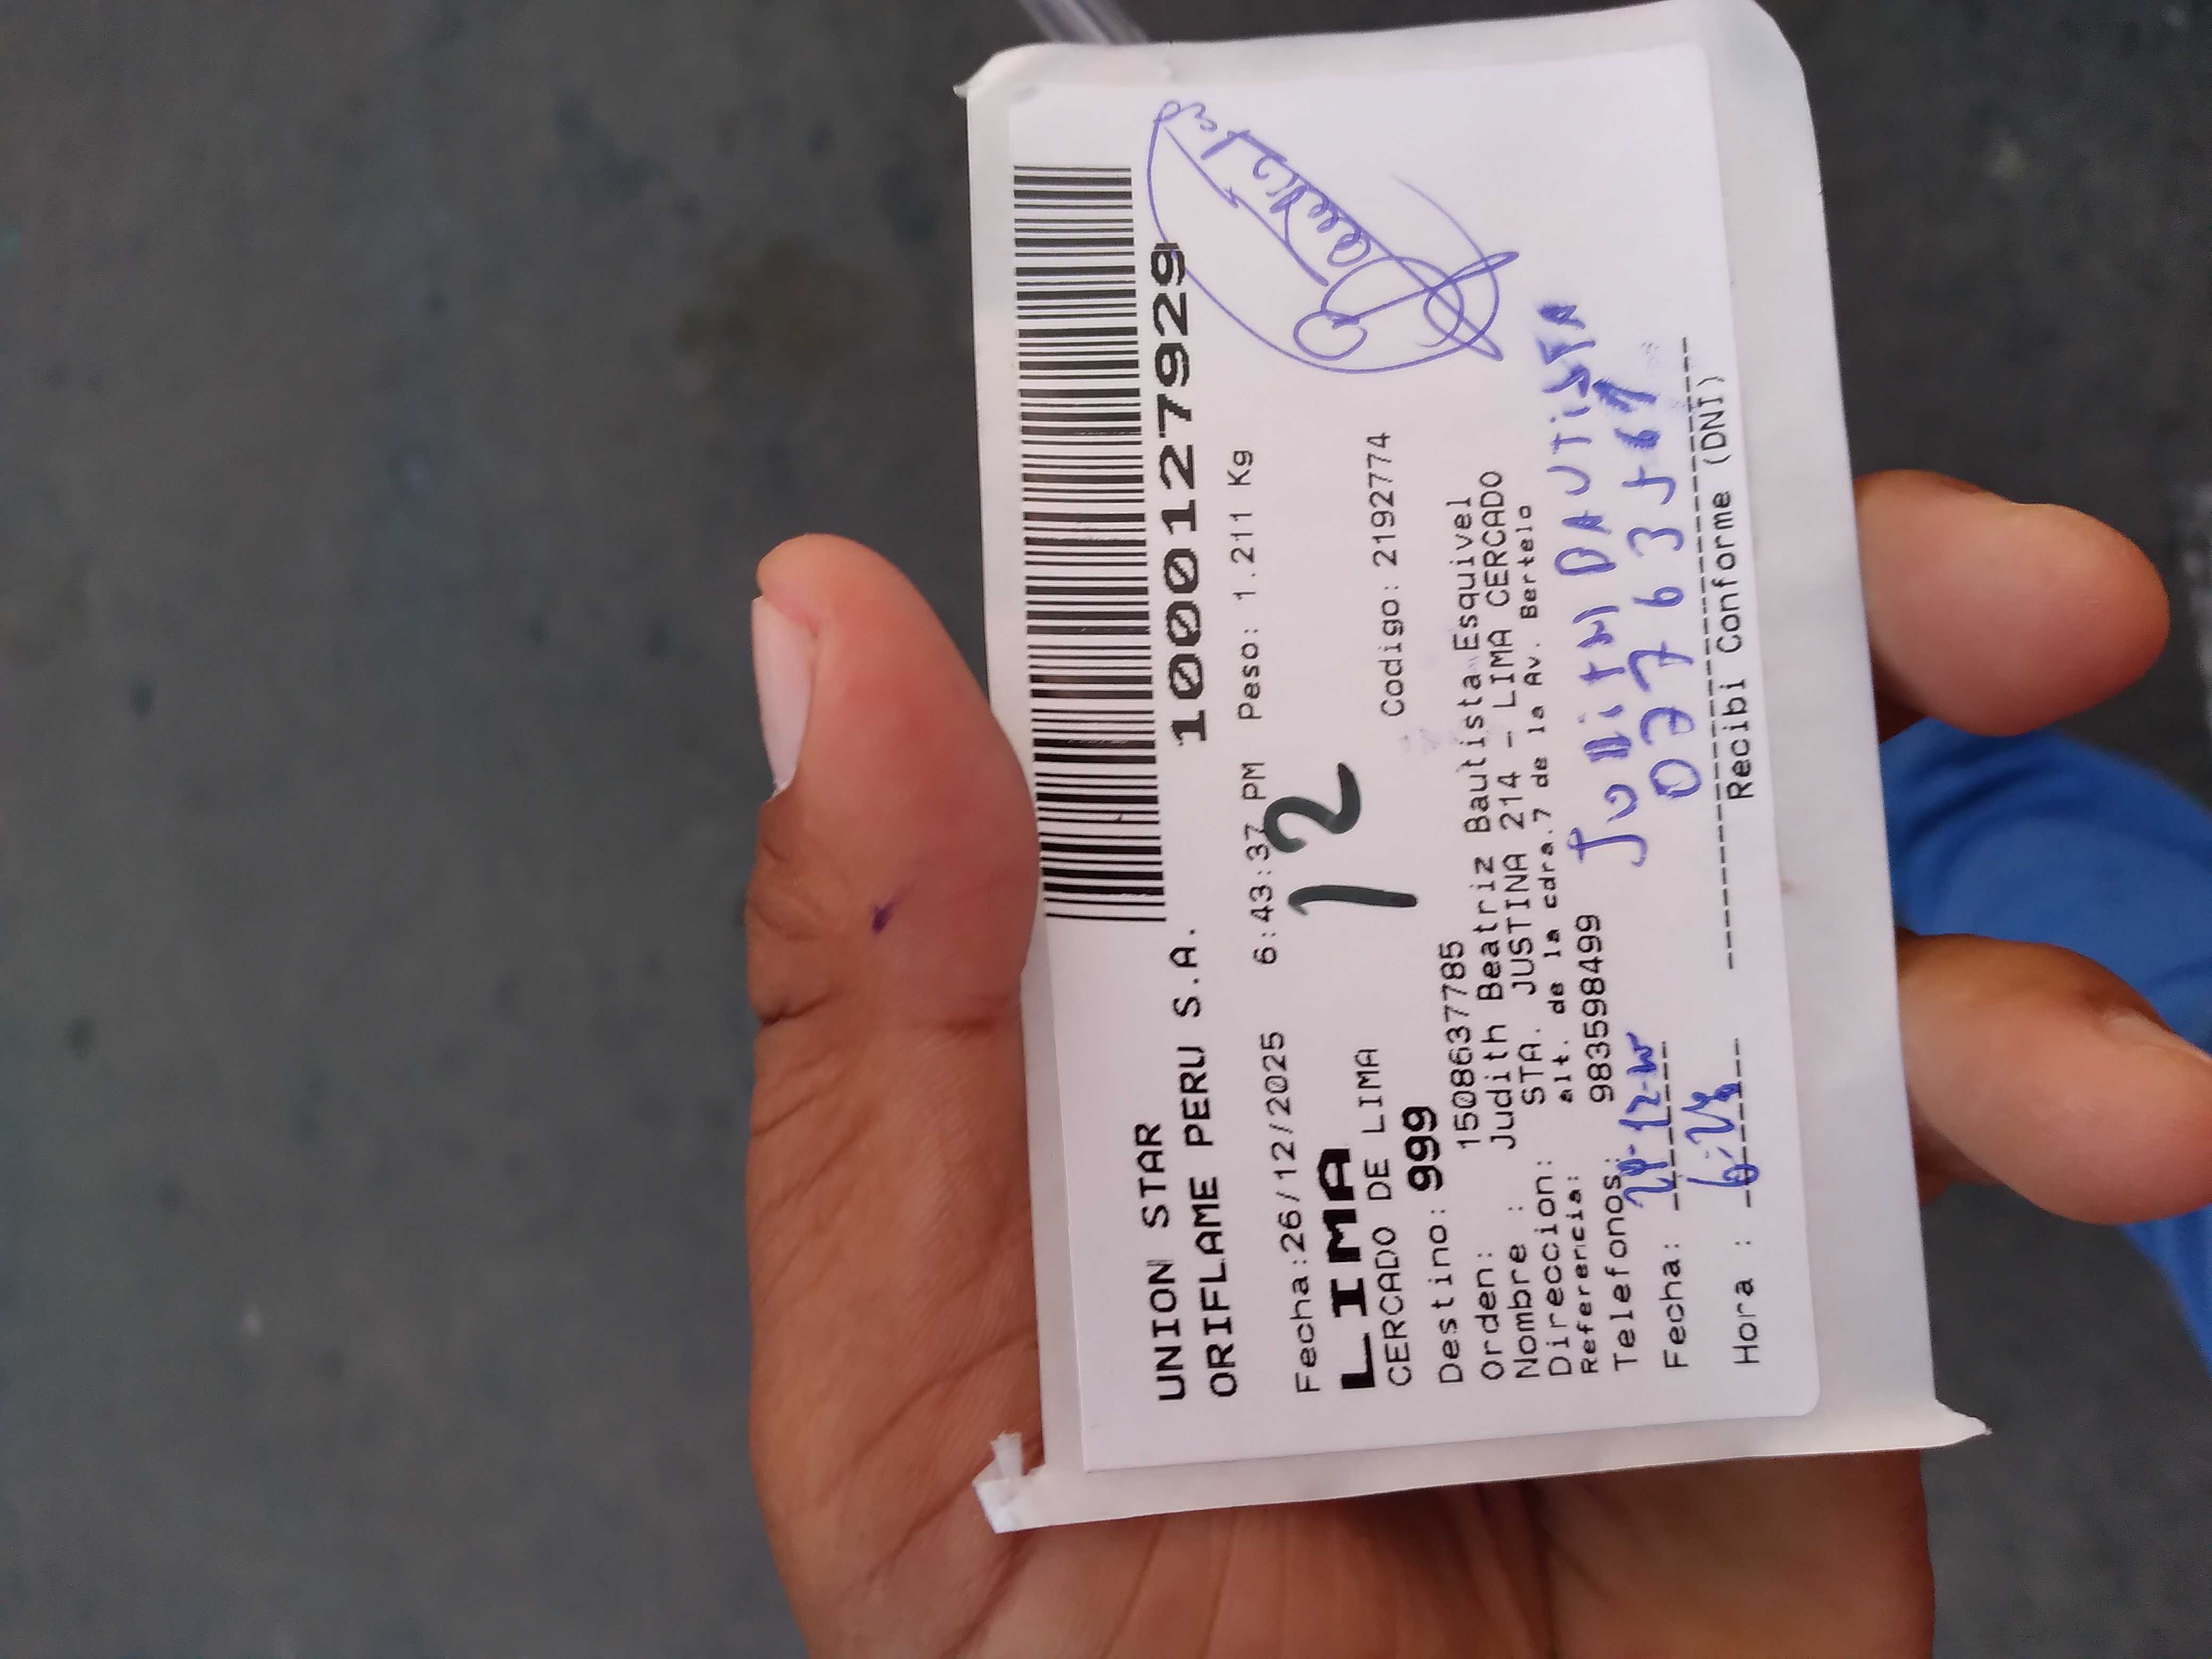 UNION STAR
ORIFLAME PERU S.A.
1000127929
Fecha:26/12/2025 6:43:37 PM Peso: 1.211 Kg
LIMA
12
CERCADO DE LIMA
Destino: 999 Codigo: 2192774
Orden: 1508637785
Nombre : Judith Beatriz Bautista Esquivel
Direccion: STA. JUSTINA 214 - LIMA CERCADO
Referencia: alt. de la cdra.7 de la Av. Bertelo
Telefonos: 983598499
Fecha:
Hora :
Recibi Conforme (DNI)